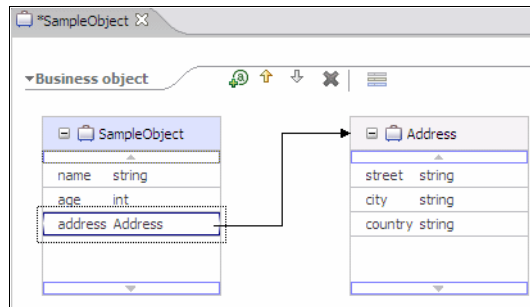 *SampleObject
Business object
SampleObject
name string
age int
address Address
Address
street string
city string
country string